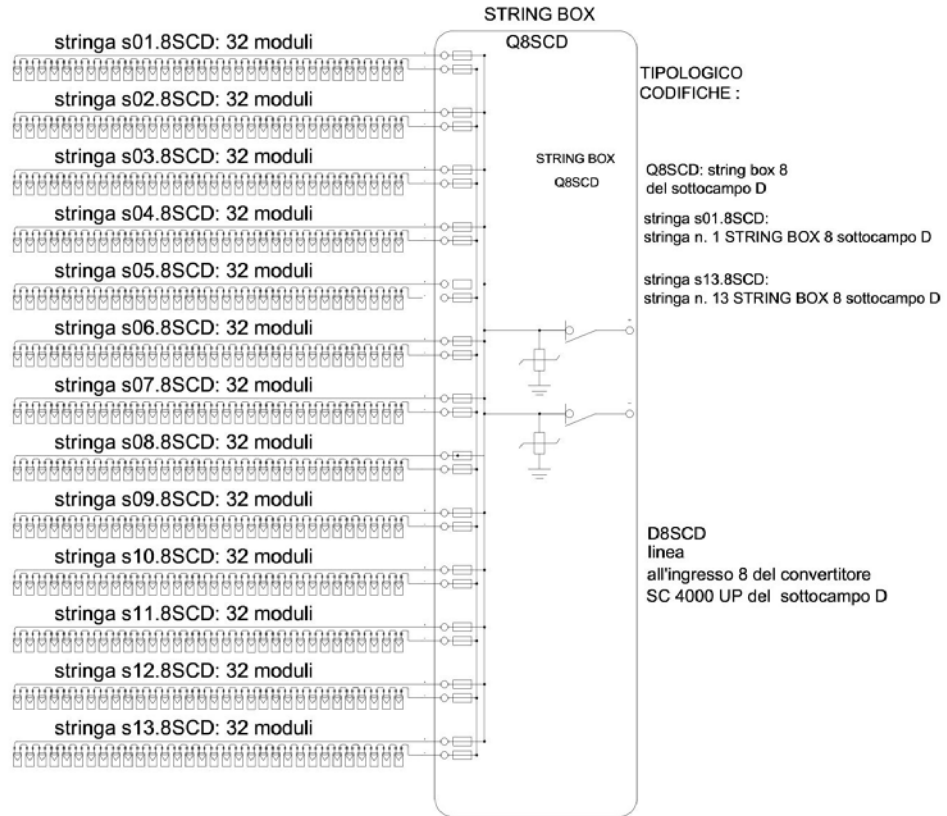 STRING BOX
Q8SCD
stringa s01.8SCD: 32 moduli
stringa s02.8SCD: 32 moduli
stringa s03.8SCD: 32 moduli
stringa s04.8SCD: 32 moduli
stringa s05.8SCD: 32 moduli
stringa s06.8SCD: 32 moduli
stringa s07.8SCD: 32 moduli
stringa s08.8SCD: 32 moduli
stringa s09.8SCD: 32 moduli
stringa s10.8SCD: 32 moduli
stringa s11.8SCD: 32 moduli
stringa s12.8SCD: 32 moduli
stringa s13.8SCD: 32 moduli
STRING BOX
Q8SCD
TIPOLOGICO
CODIFICHE :
Q8SCD: string box 8
del sottocampo D
stringa s01.8SCD:
stringa n. 1 STRING BOX 8 sottocampo D
stringa s13.8SCD:
stringa n. 13 STRING BOX 8 sottocampo D
D8SCD
linea
all'ingresso 8 del convertitore
SC 4000 UP del sottocampo D